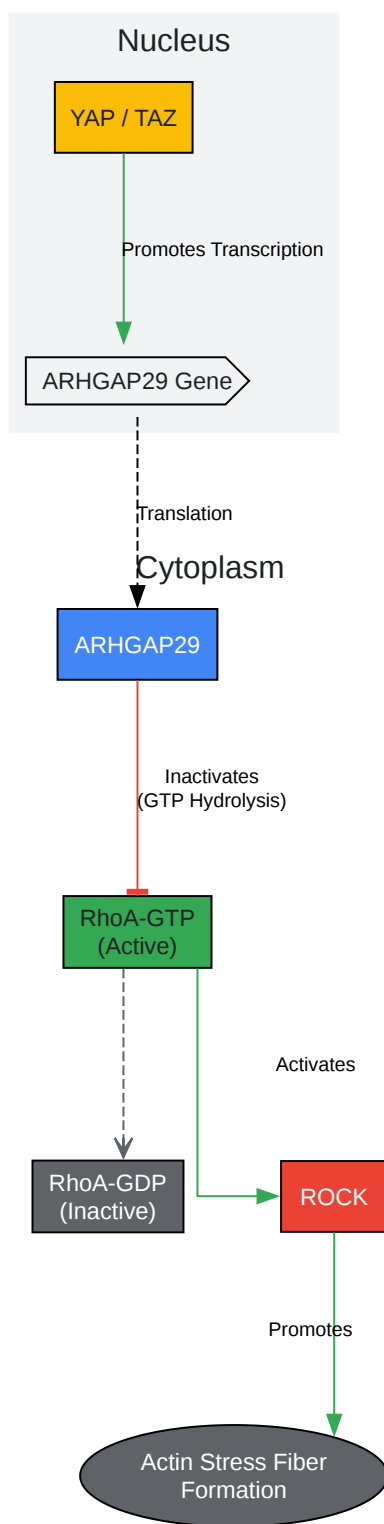 Nucleus
YAP / TAZ
Promotes Transcription
ARHGAP29 Gene
Translation
Cytoplasm
ARHGAP29
Inactivates
(GTP Hydrolysis)
RhoA-GTP
(Active)
Activates
RhoA-GDP
(Inactive)
ROCK
Promotes
Actin Stress Fiber
Formation